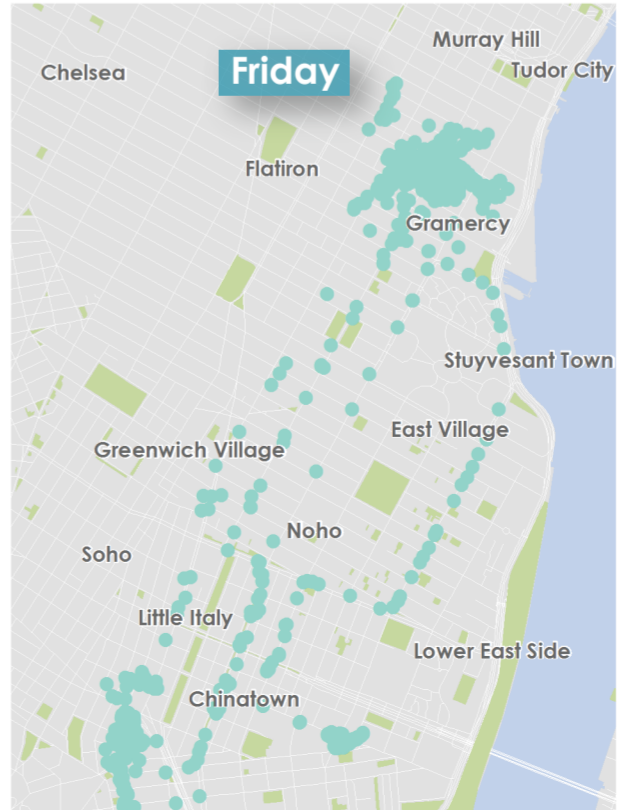 Murray Hill
Chelsea
Friday
Tudor City
Flatiron
Gramercy
Stuyvesant Town
East Village
Greenwich Village
Noho
Soho
Little Italy
Lower East Side
Chinatown